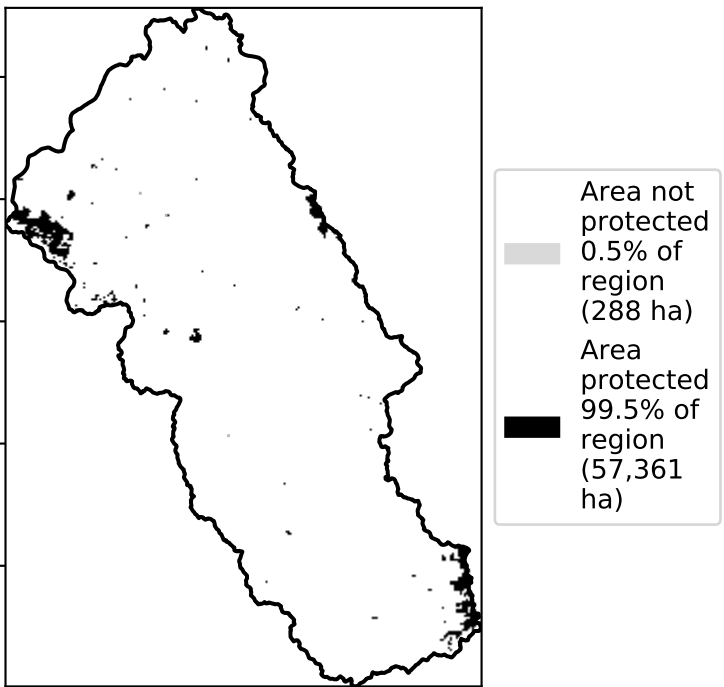 Area not
protected
0.5% of
region
(288 ha)
Area
protected
99.5% of
region
(57,361
ha)